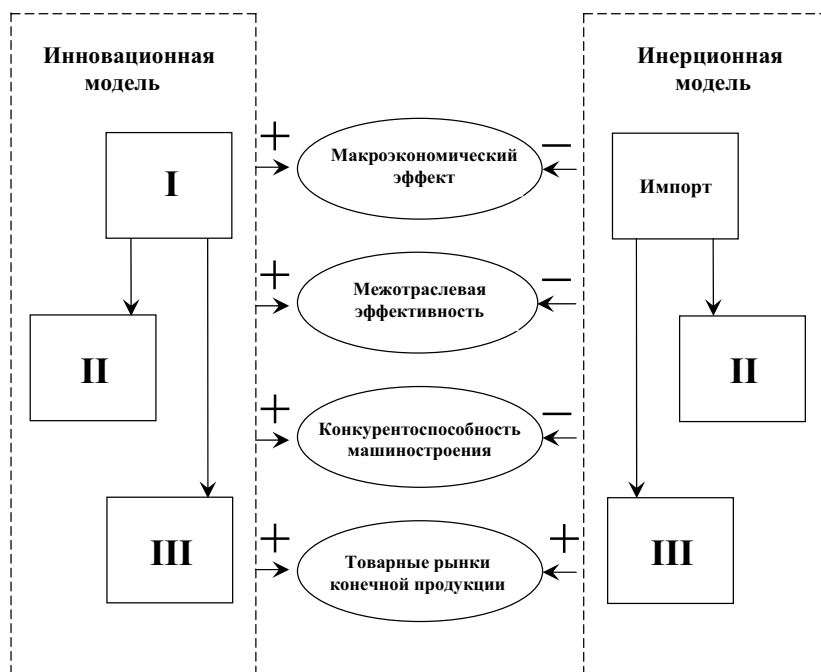 Инновационная
модель
Инерционная
модель
I
+
Макроэкономический
эффект
−
Импорт
+
Межотраслевая
эффективность
−
II
II
+
Конкурентоспособность
машиностроения
−
III
+
Товарные рынки
конечной продукции
+
III